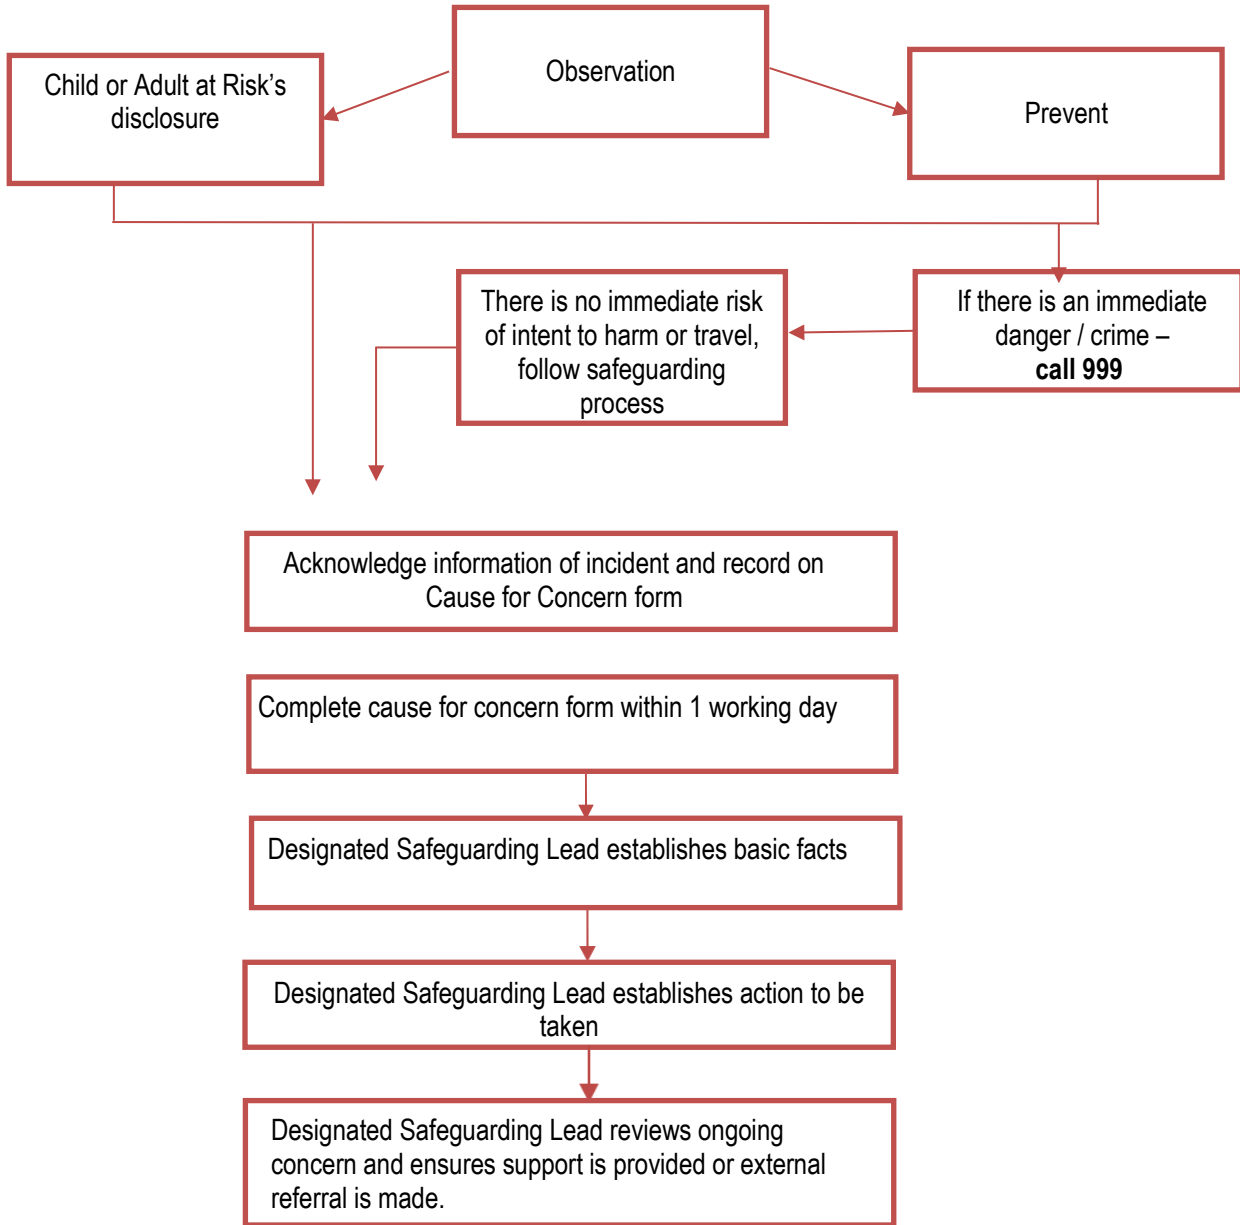 Observation
Child or Adult at Risk’s
disclosure
Prevent
There is no immediate risk
of intent to harm or travel,
follow safeguarding
process
If there is an immediate
danger / crime –
call 999
Acknowledge information of incident and record on
Cause for Concern form
Complete cause for concern form within 1 working day
Designated Safeguarding Lead establishes basic facts
Designated Safeguarding Lead establishes action to be
taken
Designated Safeguarding Lead reviews ongoing
concern and ensures support is provided or external
referral is made.